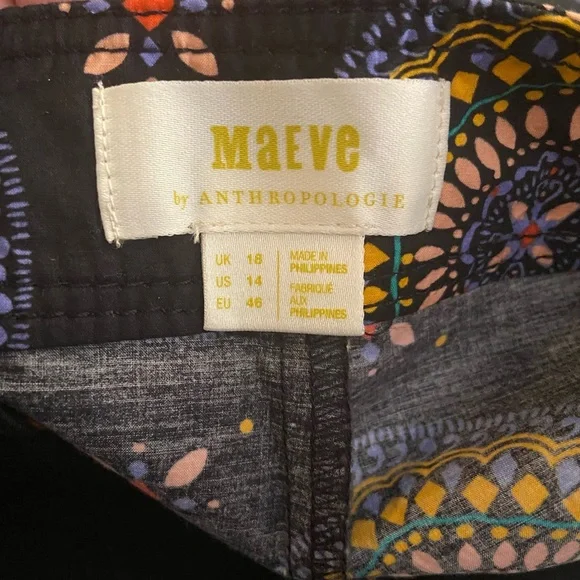 MaEVe
by ANTHROPOLOGIE
UK 18
US 14
EU 46
MADE IN
PHILIPPINES
FABRIQUÉ
AUX
PHILIPPINES